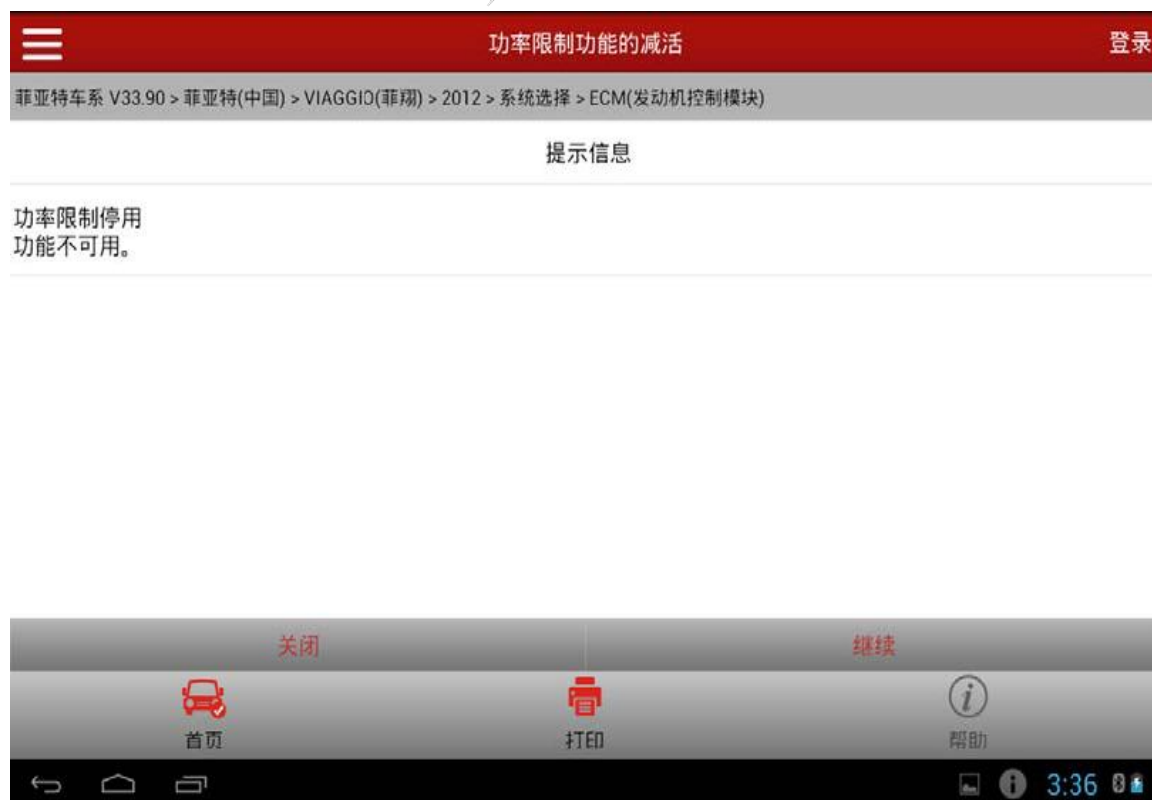 功率限制功能的减活
登录
菲亚特车系 V33.90 > 菲亚特(中国) > VIAGGIO(菲翔) > 2012 > 系统选择 > ECM(发动机控制模块)
提示信息
功率限制停用
功能不可用。
关闭
继续
首页
打印
帮助
3:36